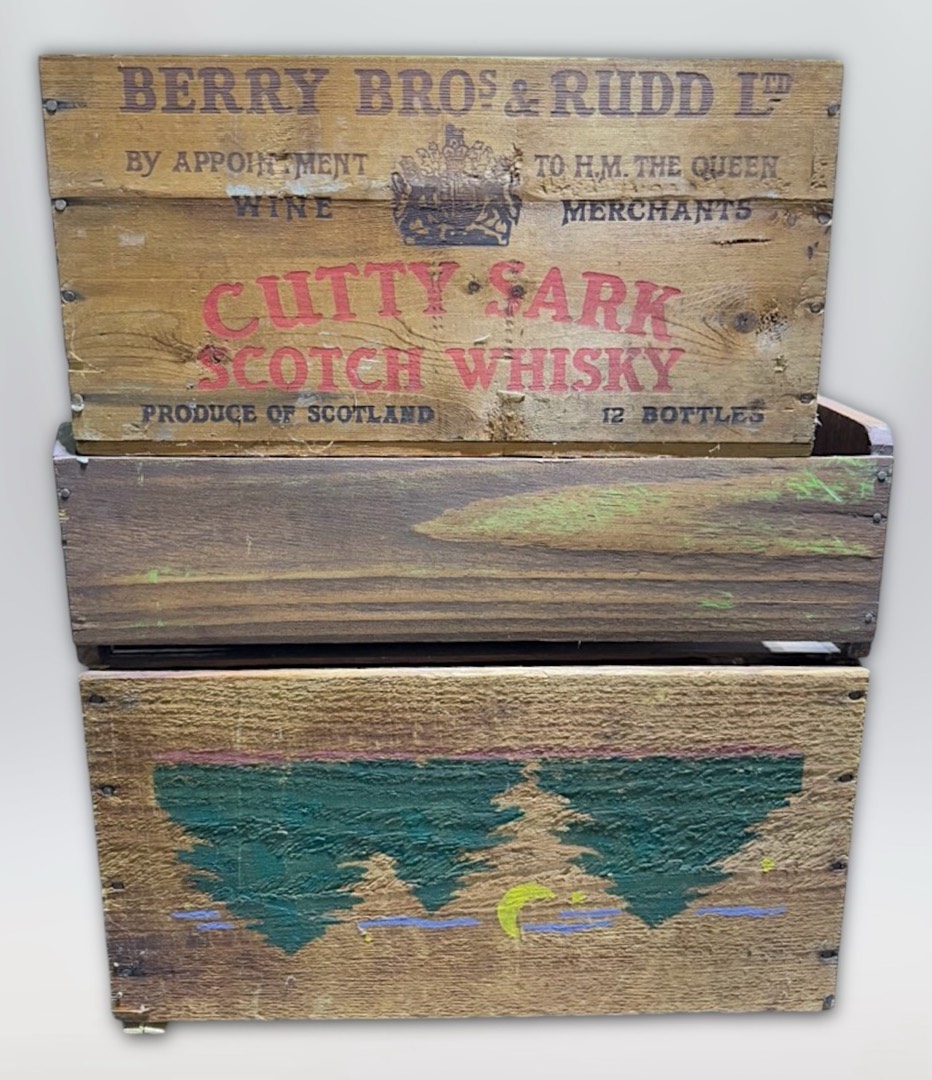 BERRY BROS & RUDD LTD
BY APPOINTMENT TO H.M. THE QUEEN
WINE MERCHANTS
CUTTY SARK
SCOTCH WHISKY
PRODUCE OF SCOTLAND 12 BOTTLES